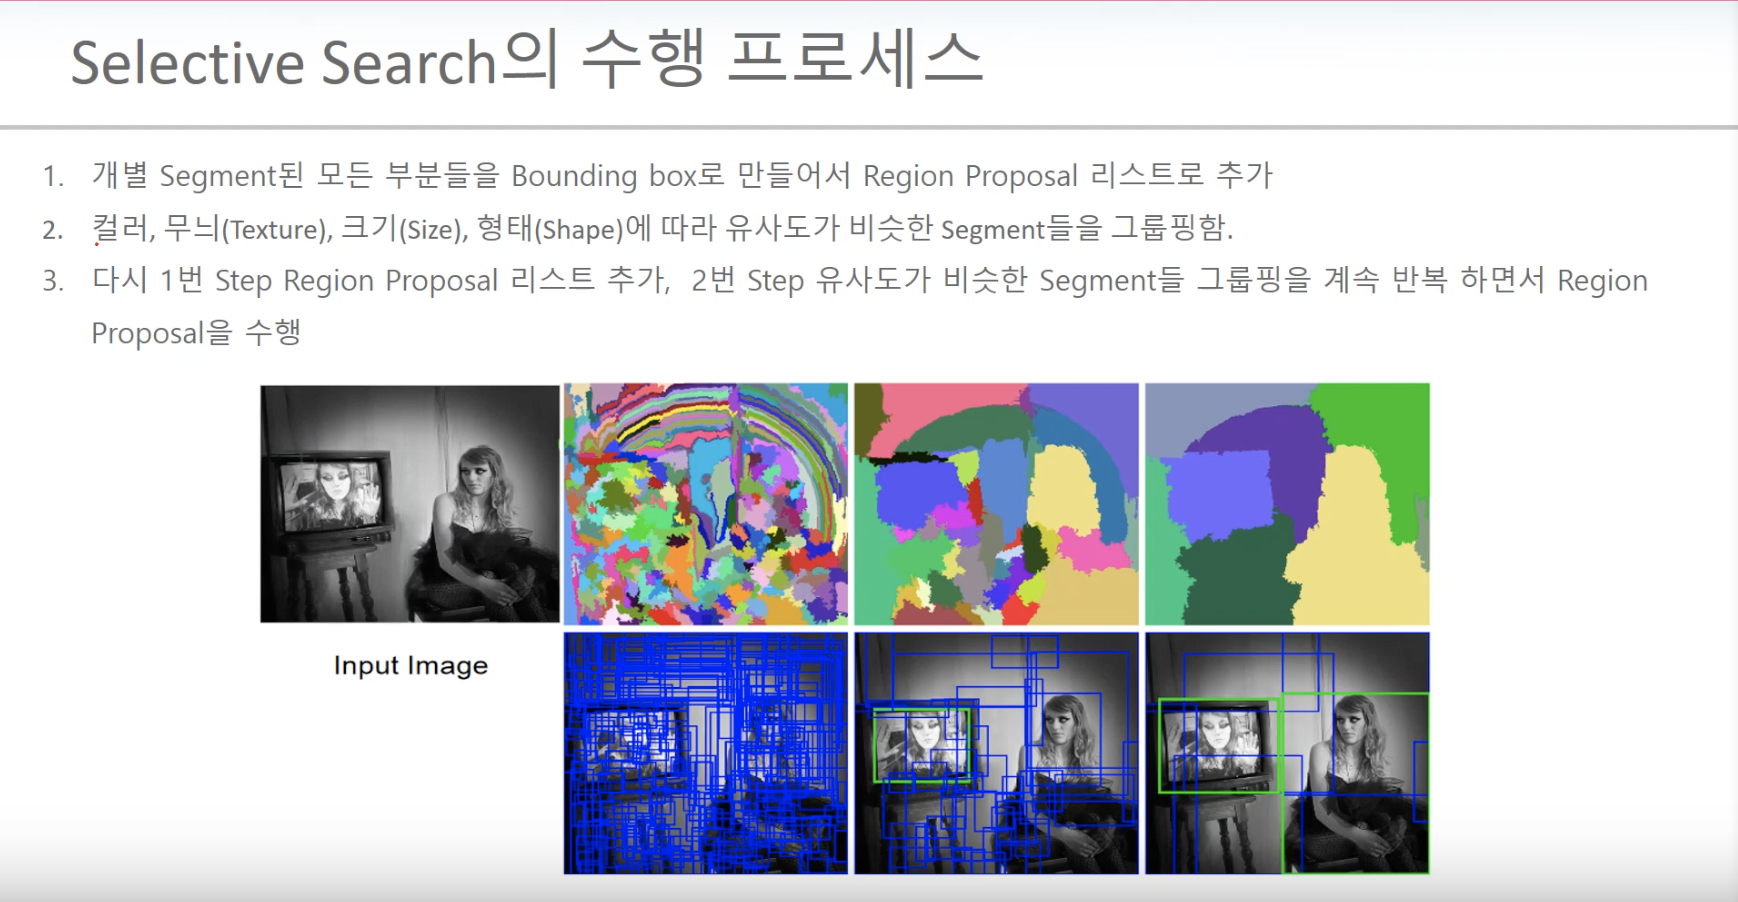 Selective Search의 수행 프로세스
1. 개별 Segment된 모든 부분들을 Bounding box로 만들어서 Region Proposal 리스트로 추가
2. 컬러, 무늬(Texture), 크기(Size), 형태(Shape)에 따라 유사도가 비슷한 Segment들을 그룹핑함.
3. 다시 1번 Step Region Proposal 리스트 추가, 2번 Step 유사도가 비슷한 Segment들 그룹핑을 계속 반복 하면서 Region
Proposal을 수행
Input Image